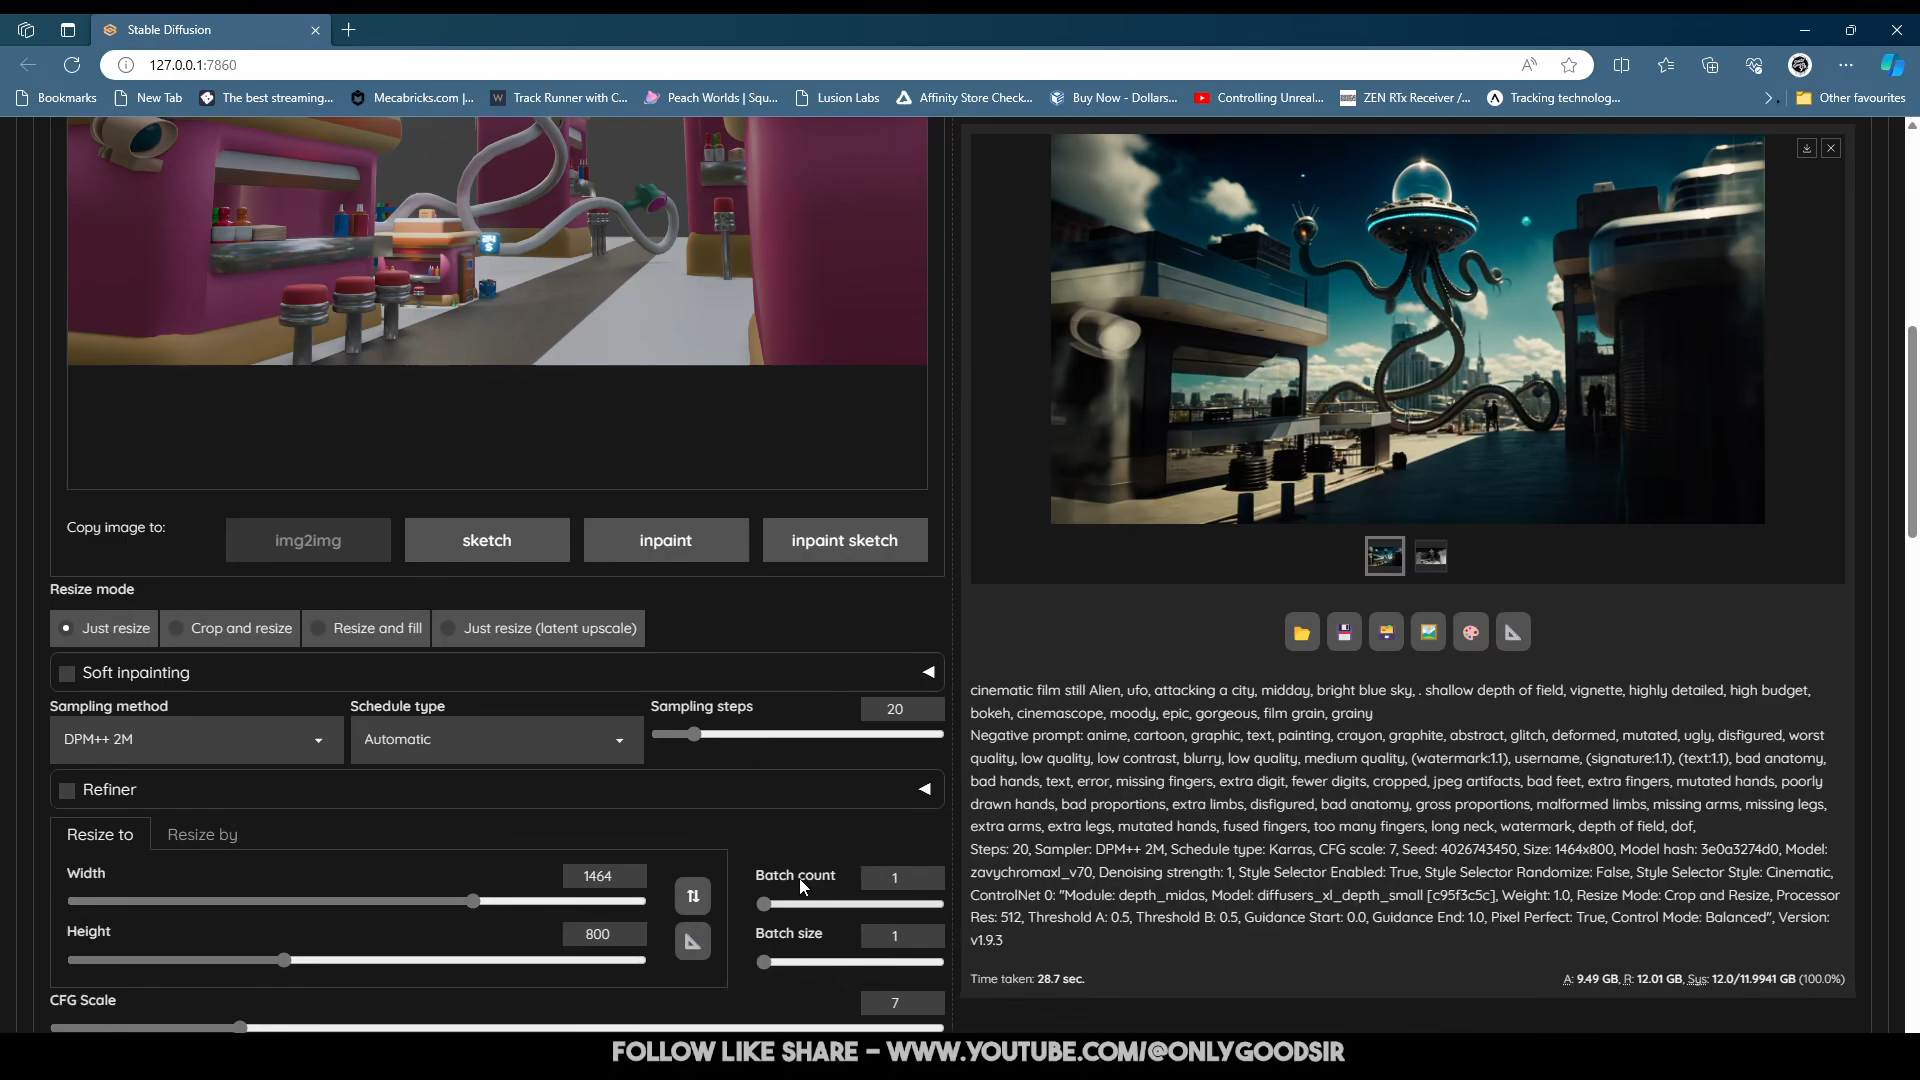 Stable Diffusion
127.0.0.1:7860
Bookmarks
New Tab
The best streaming...
Mecabricks.com |...
Track Runner with C...
Peach Worlds | Squ...
Lusion Labs
Affinity Store Check...
Buy Now - Dollars...
Controlling Unreal...
ZEN RTx Receiver /...
Tracking technolog...
Other favourites
Copy image to:
img2img
sketch
inpaint
inpaint sketch
Resize mode
Just resize
Crop and resize
Resize and fill
Just resize (latent upscale)
Soft inpainting
Sampling method
Schedule type
Sampling steps
20
DPM++ 2M
Automatic
Refiner
Resize to
Resize by
Width
1464
Batch count
1
Height
800
Batch size
1
CFG Scale
7
cinematic film still Alien, ufo, attacking a city, midday, bright blue sky, . shallow depth of field, vignette, highly detailed, high budget,
bokeh, cinemascope, moody, epic, gorgeous, film grain, grainy
Negative prompt: anime, cartoon, graphic, text, painting, crayon, graphite, abstract, glitch, deformed, mutated, ugly, disfigured, worst
quality, low quality, low contrast, blurry, low quality, medium quality, (watermark:1.1), username, (signature:1.1), (text:1.1), bad anatomy,
bad hands, text, error, missing fingers, extra digit, fewer digits, cropped, jpeg artifacts, bad feet, extra fingers, mutated hands, poorly
drawn hands, bad proportions, extra limbs, disfigured, bad anatomy, gross proportions, malformed limbs, missing arms, missing legs,
extra arms, extra legs, mutated hands, fused fingers, too many fingers, long neck, watermark, depth of field, dof,
Steps: 20, Sampler: DPM++ 2M, Schedule type: Karras, CFG scale: 7, Seed: 4026743450, Size: 1464x800, Model hash: 3e0a3274d0, Model:
zavychromaxl_v70, Denoising strength: 1, Style Selector Enabled: True, Style Selector Randomize: False, Style Selector Style: Cinematic,
ControlNet 0: "Module: depth_midas, Model: diffusers_xl_depth_small [c95f3c5c], Weight: 1.0, Resize Mode: Crop and Resize, Processor
Res: 512, Threshold A: 0.5, Threshold B: 0.5, Guidance Start: 0.0, Guidance End: 1.0, Pixel Perfect: True, Control Mode: Balanced", Version:
v1.9.3
Time taken: 28.7 sec.
A: 9.49 GB, R: 12.01 GB, Sys: 12.0/11.9941 GB (100.0%)
FOLLOW LIKE SHARE – WWW.YOUTUBE.COM/@ONLYGOODSIR